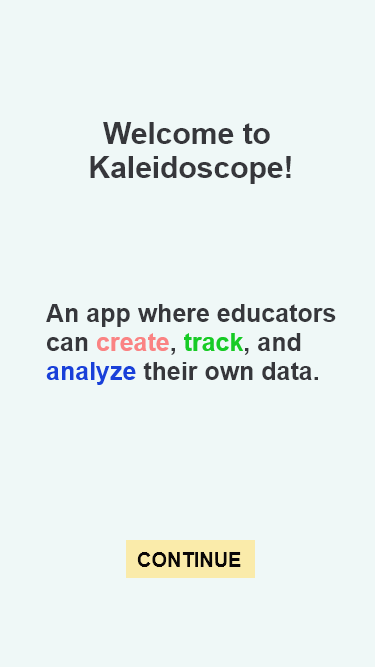 Welcome to
Kaleidoscope!
An app where educators
can create, track, and
analyze their own data.
CONTINUE